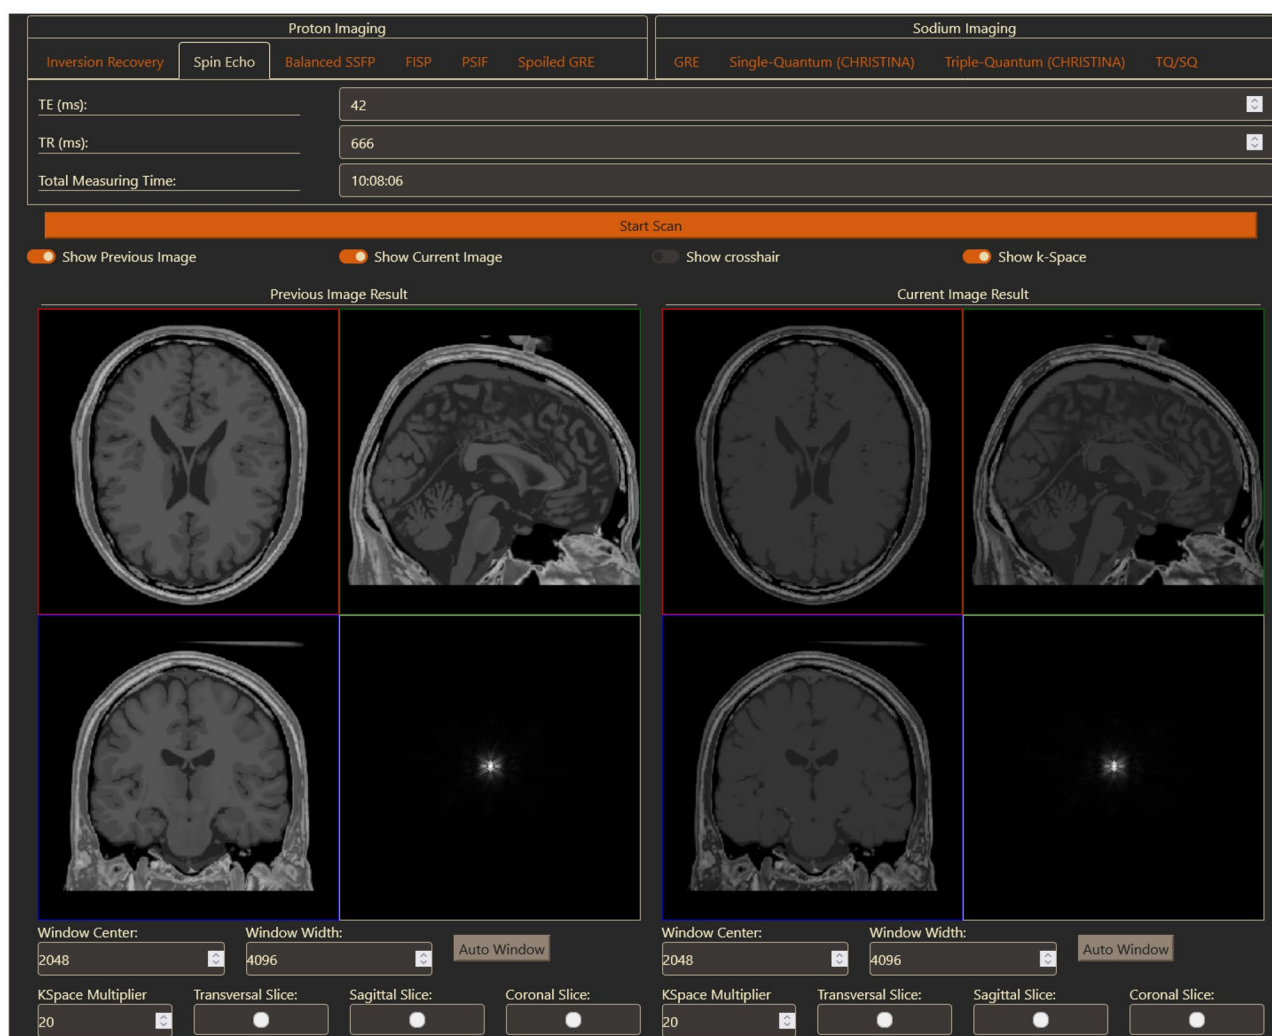 Proton Imaging
Sodium Imaging
Inversion Recovery Spin Echo Balanced SSFP FISP PSIF Spoiled GRE
GRE Single-Quantum (CHRISTINA) Triple-Quantum (CHRISTINA) TQ/SQ
TE (ms): 42
TR (ms): 666
Total Measuring Time: 10:08:06
Start Scan
Show Previous Image Show Current Image Show crosshair Show k-Space
Previous Image Result
Current Image Result
Window Center: Window Width:
2048 4096 Auto Window
KSpace Multiplier Transversal Slice: Sagittal Slice: Coronal Slice:
20
Window Center: Window Width:
2048 4096 Auto Window
KSpace Multiplier Transversal Slice: Sagittal Slice: Coronal Slice:
20